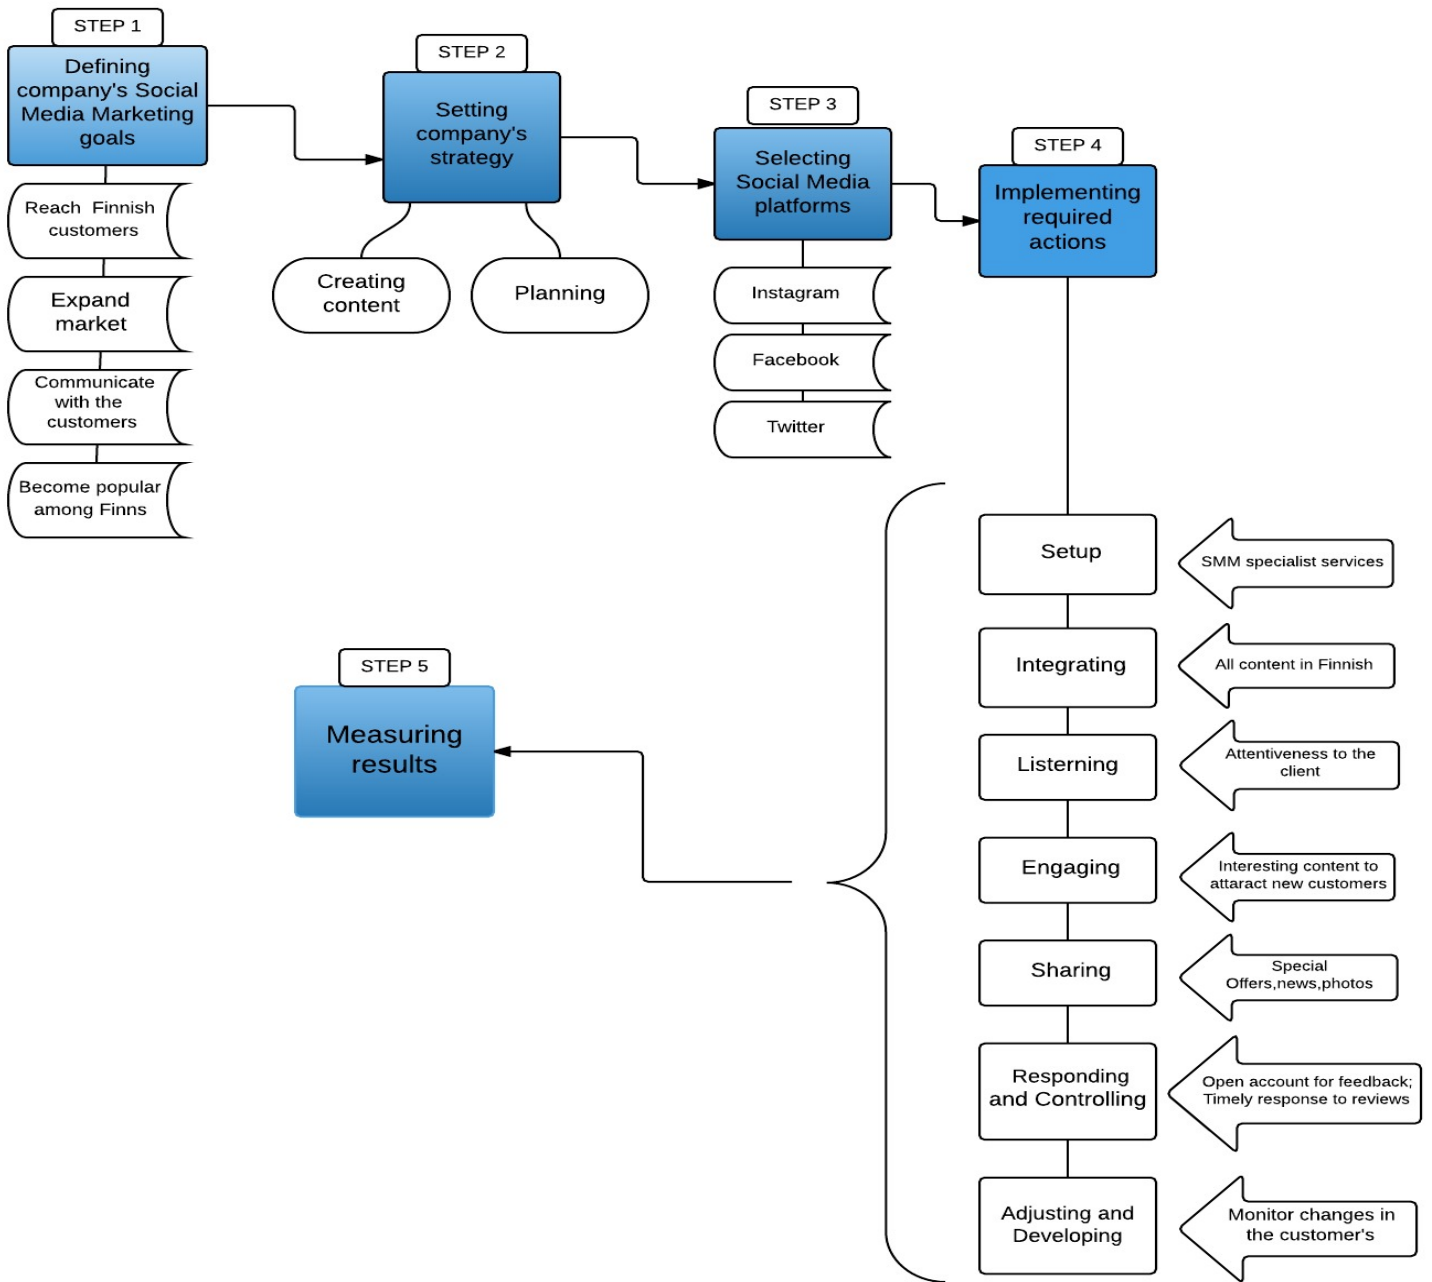 STEP 1
Defining
company's Social
Media Marketing
goals
Reach Finnish
customers
Expand
market
Communicate
with the
customers
Become popular
among Finns
STEP 2
Setting
company's
strategy
Creating
content
Planning
STEP 3
Selecting
Social Media
platforms
Instagram
Facebook
Twitter
STEP 4
Implementing
required
actions
Setup
SMM specialist services
Integrating
All content in Finnish
Listerning
Attentiveness to the
client
Engaging
Interesting content to
attaract new customers
Sharing
Special
Offers,news,photos
Responding
and Controlling
Open account for feedback;
Timely response to reviews
Adjusting and
Developing
Monitor changes in
the customer's
STEP 5
Measuring
results